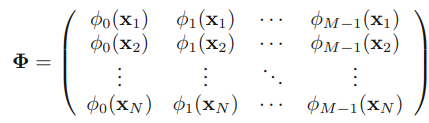 ϕ₀(x₁) ϕ₁(x₁) ⋯ ϕ_{M−1}(x₁)
ϕ₀(x₂) ϕ₁(x₂) ⋯ ϕ_{M−1}(x₂)
Φ = ⋮ ⋮ ⋱ ⋮
ϕ₀(x_N) ϕ₁(x_N) ⋯ ϕ_{M−1}(x_N)